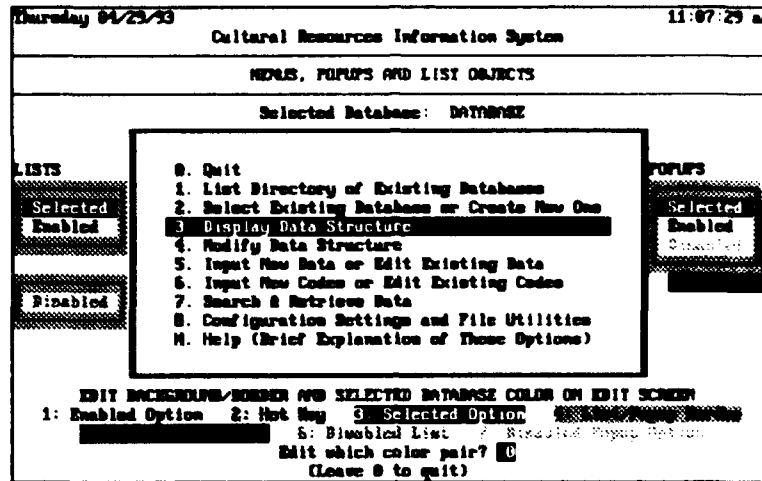 Thursday 04/29/93 11:07:29 a
Cultural Resources Information System
MENUS, POPUPS AND LIST OBJECTS
Selected Database: DATABASE
LISTS
Selected
Enabled
Disabled
0. Quit
1. List Directory of Existing Databases
2. Select Existing Database or Create New One
3. Display Data Structure
4. Modify Data Structure
5. Input New Data or Edit Existing Data
6. Input New Codes or Edit Existing Codes
7. Search & Retrieve Data
8. Configuration Settings and File Utilities
H. Help (Brief Explanation of These Options)
POPUPS
Selected
Enabled
Disabled
EDIT BACKGROUND/BORDER AND SELECTED DATABASE COLOR ON EDIT SCREEN
1: Enabled Option 2: Hot Key 3. Selected Option
6: Disabled List Disabled Popup Option
Edit which color pair? 0
(Leave 0 to quit)